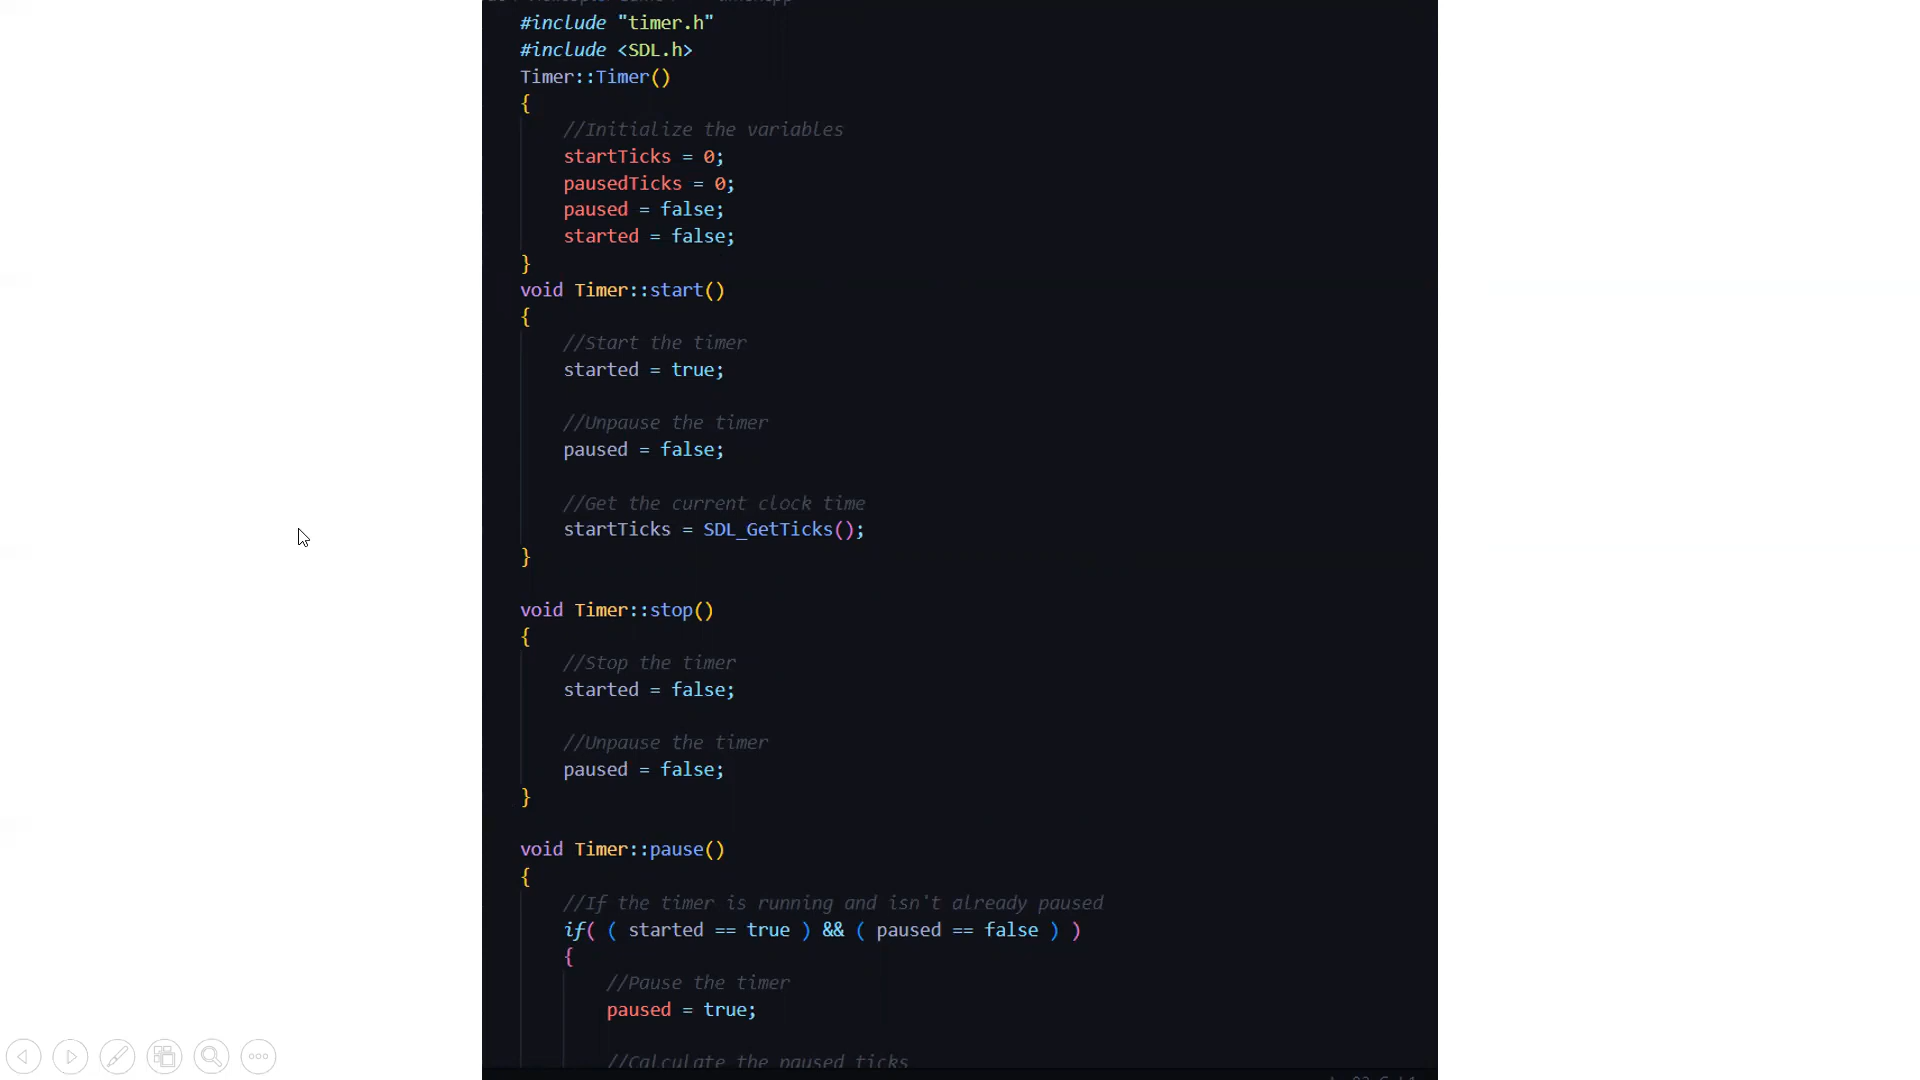 #include "timer.h"
#include <SDL.h>
Timer::Timer()
{
    //Initialize the variables
    startTicks = 0;
    pausedTicks = 0;
    paused = false;
    started = false;
}
void Timer::start()
{
    //Start the timer
    started = true;

    //Unpause the timer
    paused = false;

    //Get the current clock time
    startTicks = SDL_GetTicks();
}

void Timer::stop()
{
    //Stop the timer
    started = false;

    //Unpause the timer
    paused = false;
}

void Timer::pause()
{
    //If the timer is running and isn't already paused
    if( ( started == true ) && ( paused == false ) )
    {
        //Pause the timer
        paused = true;

        //Calculate the paused ticks